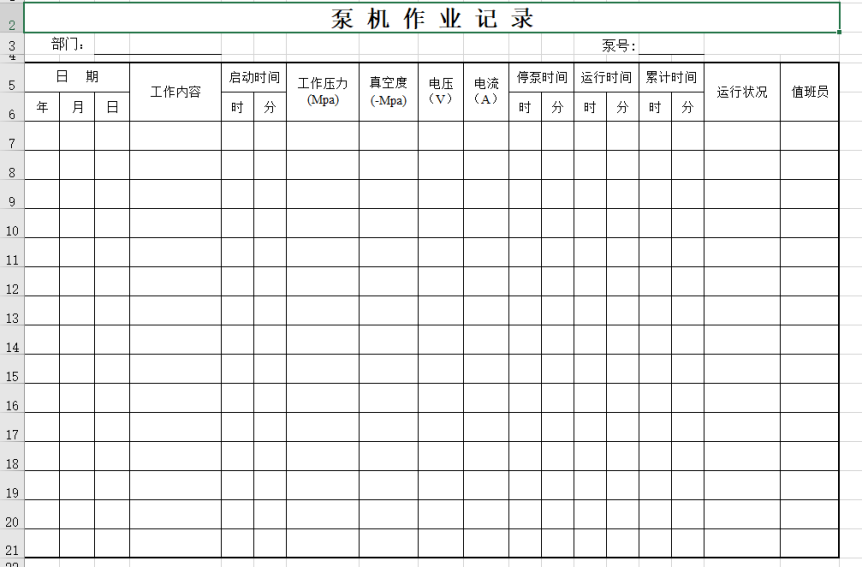 2
泵 机 作 业 记 录
3
部门：
泵号：
4
5
日 期
工作内容
启动时间
工作压力
(Mpa)
真空度
(-Mpa)
电压
（V）
电流
（A）
停泵时间
运行时间
累计时间
运行状况
值班员
6
年
月
日
时
分
时
分
时
分
时
分
7
8
9
10
11
12
13
14
15
16
17
18
19
20
21
22